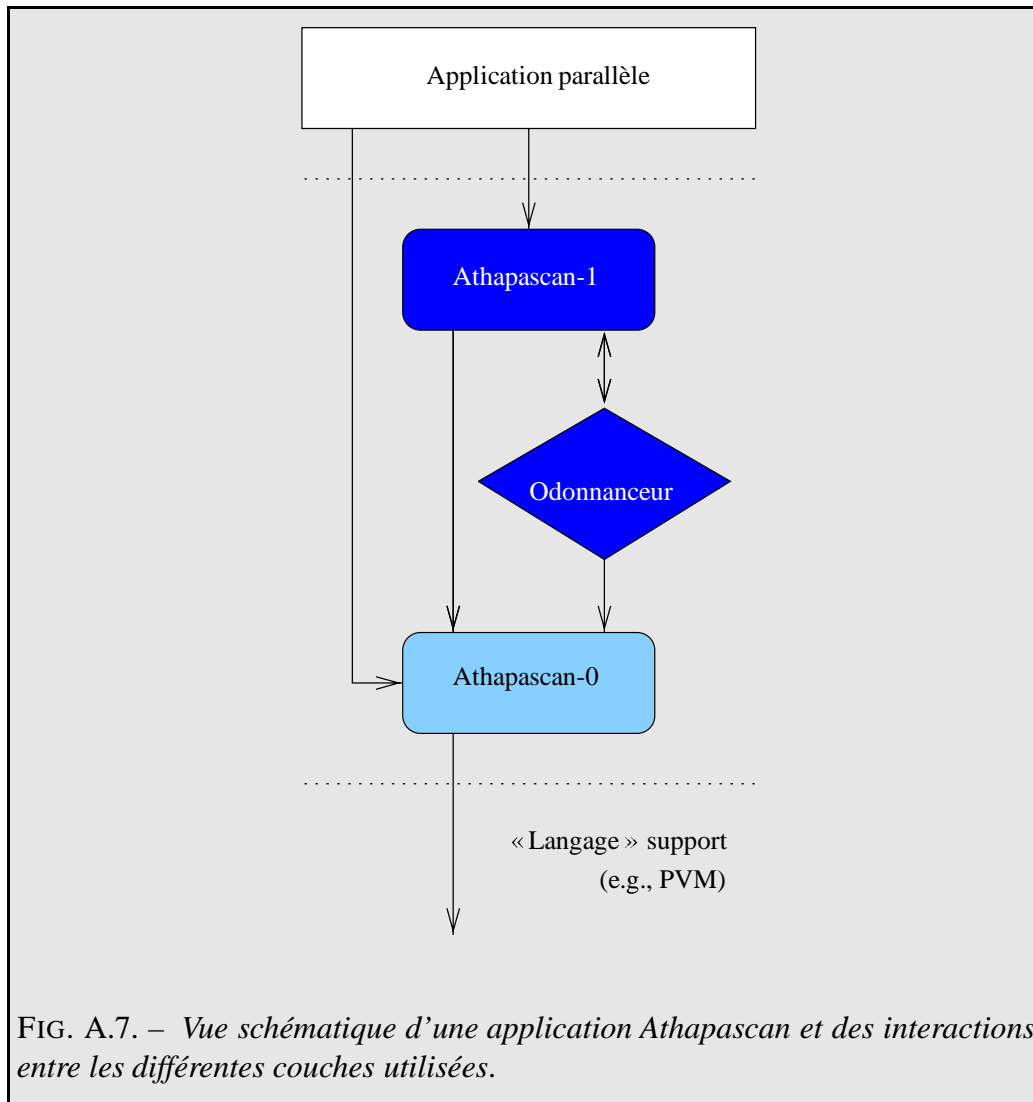 Application parallèle
Athapascan-1
Odonnanceur
Athapascan-0
« Langage » support
(e.g., PVM)
FIG. A.7. – Vue schématique d'une application Athapascan et des interactions
entre les différentes couches utilisées.